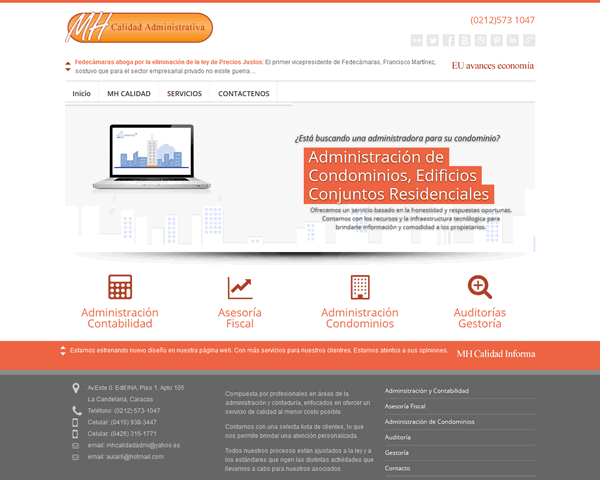 MH Calidad Administrativa
(0212)573 1047
Fedecámaras aboga por la eliminación de la ley de Precios Justos: El primer vicepresidente de Fedecámaras, Francisco Martínez,
sostuvo que para el sector empresarial privado no existe guerra ...
EU avances economía
Inicio MH CALIDAD SERVICIOS CONTACTENOS
¿Está buscando una administradora para su condominio?
Administración de
Condominios, Edificios
Conjuntos Residenciales
Ofrecemos un servicio basado en la honestidad y respuestas oportunas.
Contamos con los recursos y la infraestructura tecnológica para
brindarle información y comodidad a los propietarios.
Administración
Contabilidad
Asesoría
Fiscal
Administración
Condominios
Auditorías
Gestoría
Estamos estrenando nuevo diseño en nuestra página web. Con más servicios para nuestros clientes. Estamos atentos a sus opiniones.
MH Calidad Informa
Av.Este 0. Edif.INA. Piso 1. Apto 105
La Candelaria, Caracas
Teléfono: (0212) 573-1047
Celular: (0416) 938-3447
Celular: (0426) 316-1771
email: mhcalidadadmi@yahoo.es
email: aular6@hotmail.com
Compuesta por profesionales en áreas de la
administración y contaduría, enfocados en ofercer un
servicio de calidad al menor costo posible.
Contamos con una selecta lista de clientes, lo que
nos permite brindar una atención personalizada.
Todos nuestros procesos están ajustados a la ley y a
los estándares que rigen las distintas actividades que
llevamos a cabo para nuestros asociados.
Adminsitración y Contabilidad
Asesoría Fiscal
Administración de Condominios
Auditoría
Gestoría
Contacto